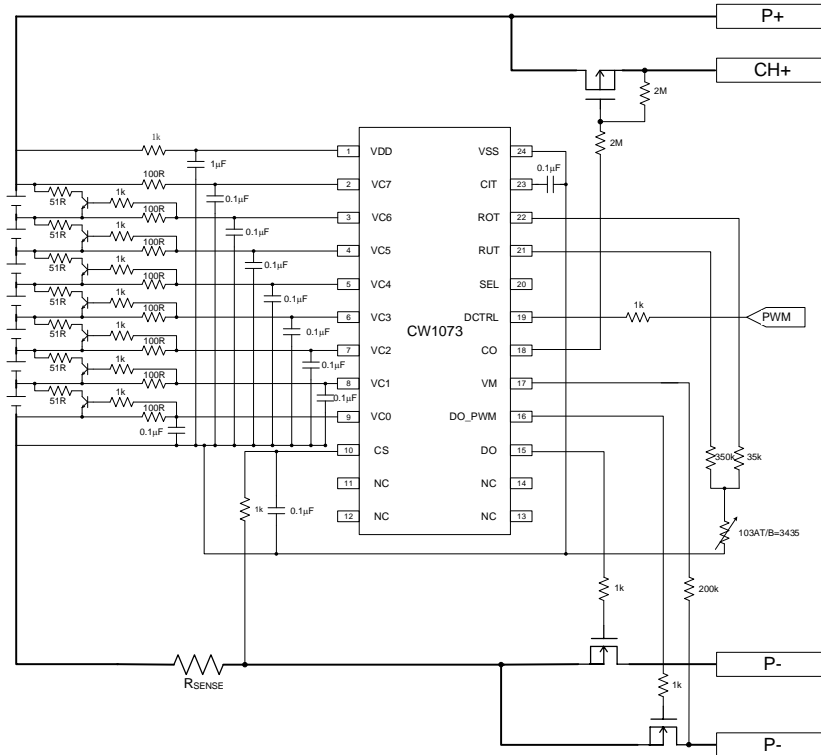 P+
CH+
2M
2M
1k
1 VDD VSS 24
1µF
0.1µF
100R
2 VC7 CIT 23
51R
1k
0.1µF
100R
3 VC6 ROT 22
51R
1k
0.1µF
100R
4 VC5 RUT 21
51R
1k
0.1µF
100R
5 VC4 SEL 20
51R
1k
0.1µF
100R
6 VC3 DCTRL 19
1k
PWM
CW1073
51R
1k
0.1µF
100R
7 VC2 CO 18
51R
1k
0.1µF
100R
8 VC1 VM 17
51R
1k
0.1µF
100R
9 VC0 DO_PWM 16
0.1µF
10 CS DO 15
350k
35k
11 NC NC 14
1k
0.1µF
12 NC NC 13
103AT/B=3435
1k
200k
P-
RSENSE
1k
P-